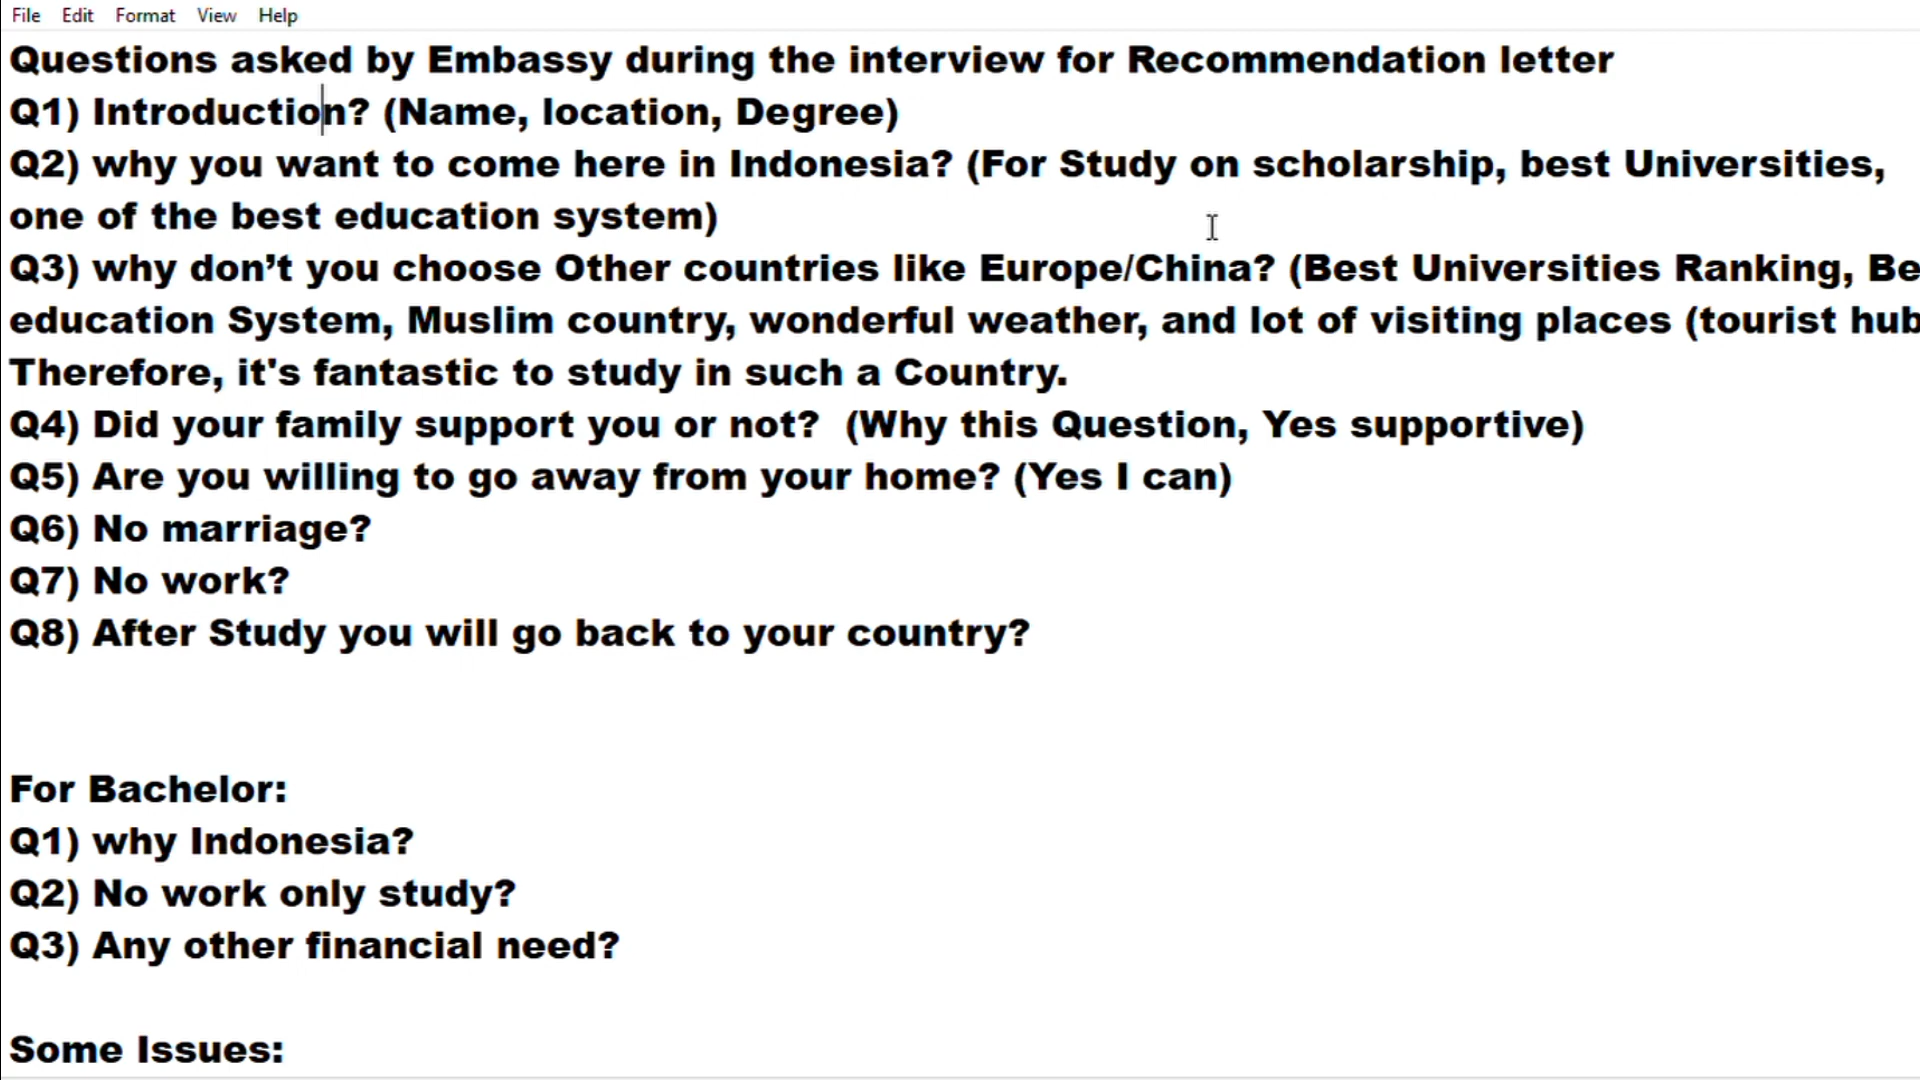 File Edit Format View Help
Questions asked by Embassy during the interview for Recommendation letter
Q1) Introduction? (Name, location, Degree)
Q2) why you want to come here in Indonesia? (For Study on scholarship, best Universities,
one of the best education system)
Q3) why don’t you choose Other countries like Europe/China? (Best Universities Ranking,
education System, Muslim country, wonderful weather, and lot of visiting places (tourist hub
Therefore, it's fantastic to study in such a Country.
Q4) Did your family support you or not?  (Why this Question, Yes supportive)
Q5) Are you willing to go away from your home? (Yes I can)
Q6) No marriage?
Q7) No work?
Q8) After Study you will go back to your country?
For Bachelor:
Q1) why Indonesia?
Q2) No work only study?
Q3) Any other financial need?
Some Issues: